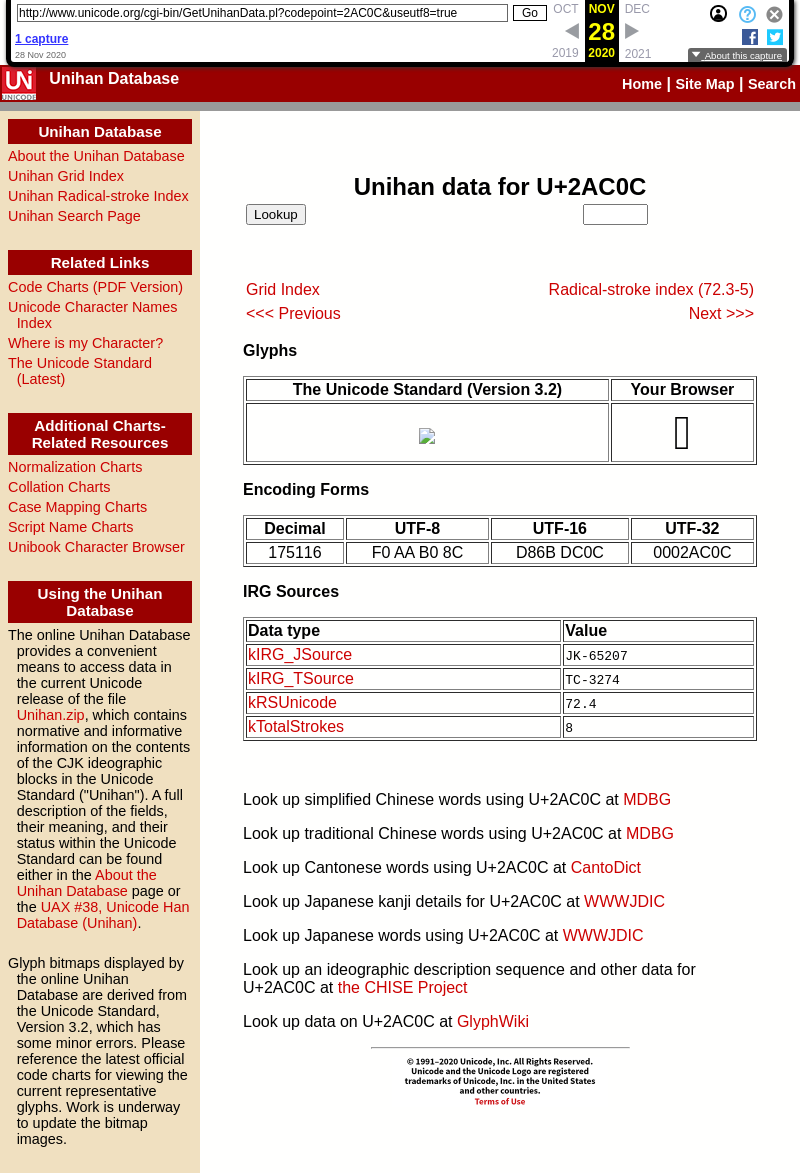 http://www.unicode.org/cgi-bin/GetUnihanData.pl?codepoint=2AC0C&useutf8=true
Go
OCT NOV DEC
28
2019 2020 2021
1 capture
28 Nov 2020
About this capture
Uni
UNICODE
Unihan Database
Home | Site Map | Search
Unihan Database
About the Unihan Database
Unihan Grid Index
Unihan Radical-stroke Index
Unihan Search Page
Related Links
Code Charts (PDF Version)
Unicode Character Names
Index
Where is my Character?
The Unicode Standard
(Latest)
Additional Charts-
Related Resources
Normalization Charts
Collation Charts
Case Mapping Charts
Script Name Charts
Unibook Character Browser
Using the Unihan
Database
The online Unihan Database
provides a convenient
means to access data in
the current Unicode
release of the file
Unihan.zip, which contains
normative and informative
information on the contents
of the CJK ideographic
blocks in the Unicode
Standard ("Unihan"). A full
description of the fields,
their meaning, and their
status within the Unicode
Standard can be found
either in the About the
Unihan Database page or
the UAX #38, Unicode Han
Database (Unihan).
Glyph bitmaps displayed by
the online Unihan
Database are derived from
the Unicode Standard,
Version 3.2, which has
some minor errors. Please
reference the latest official
code charts for viewing the
current representative
glyphs. Work is underway
to update the bitmap
images.
Unihan data for U+2AC0C
Lookup
Grid Index Radical-stroke index (72.3-5)
<<< Previous Next >>>
Glyphs
The Unicode Standard (Version 3.2) Your Browser
Encoding Forms
Decimal UTF-8 UTF-16 UTF-32
175116 F0 AA B0 8C D86B DC0C 0002AC0C
IRG Sources
Data type Value
kIRG_JSource JK-65207
kIRG_TSource TC-3274
kRSUnicode 72.4
kTotalStrokes 8
Look up simplified Chinese words using U+2AC0C at MDBG
Look up traditional Chinese words using U+2AC0C at MDBG
Look up Cantonese words using U+2AC0C at CantoDict
Look up Japanese kanji details for U+2AC0C at WWWJDIC
Look up Japanese words using U+2AC0C at WWWJDIC
Look up an ideographic description sequence and other data for
U+2AC0C at the CHISE Project
Look up data on U+2AC0C at GlyphWiki
© 1991–2020 Unicode, Inc. All Rights Reserved.
Unicode and the Unicode Logo are registered
trademarks of Unicode, Inc. in the United States
and other countries.
Terms of Use